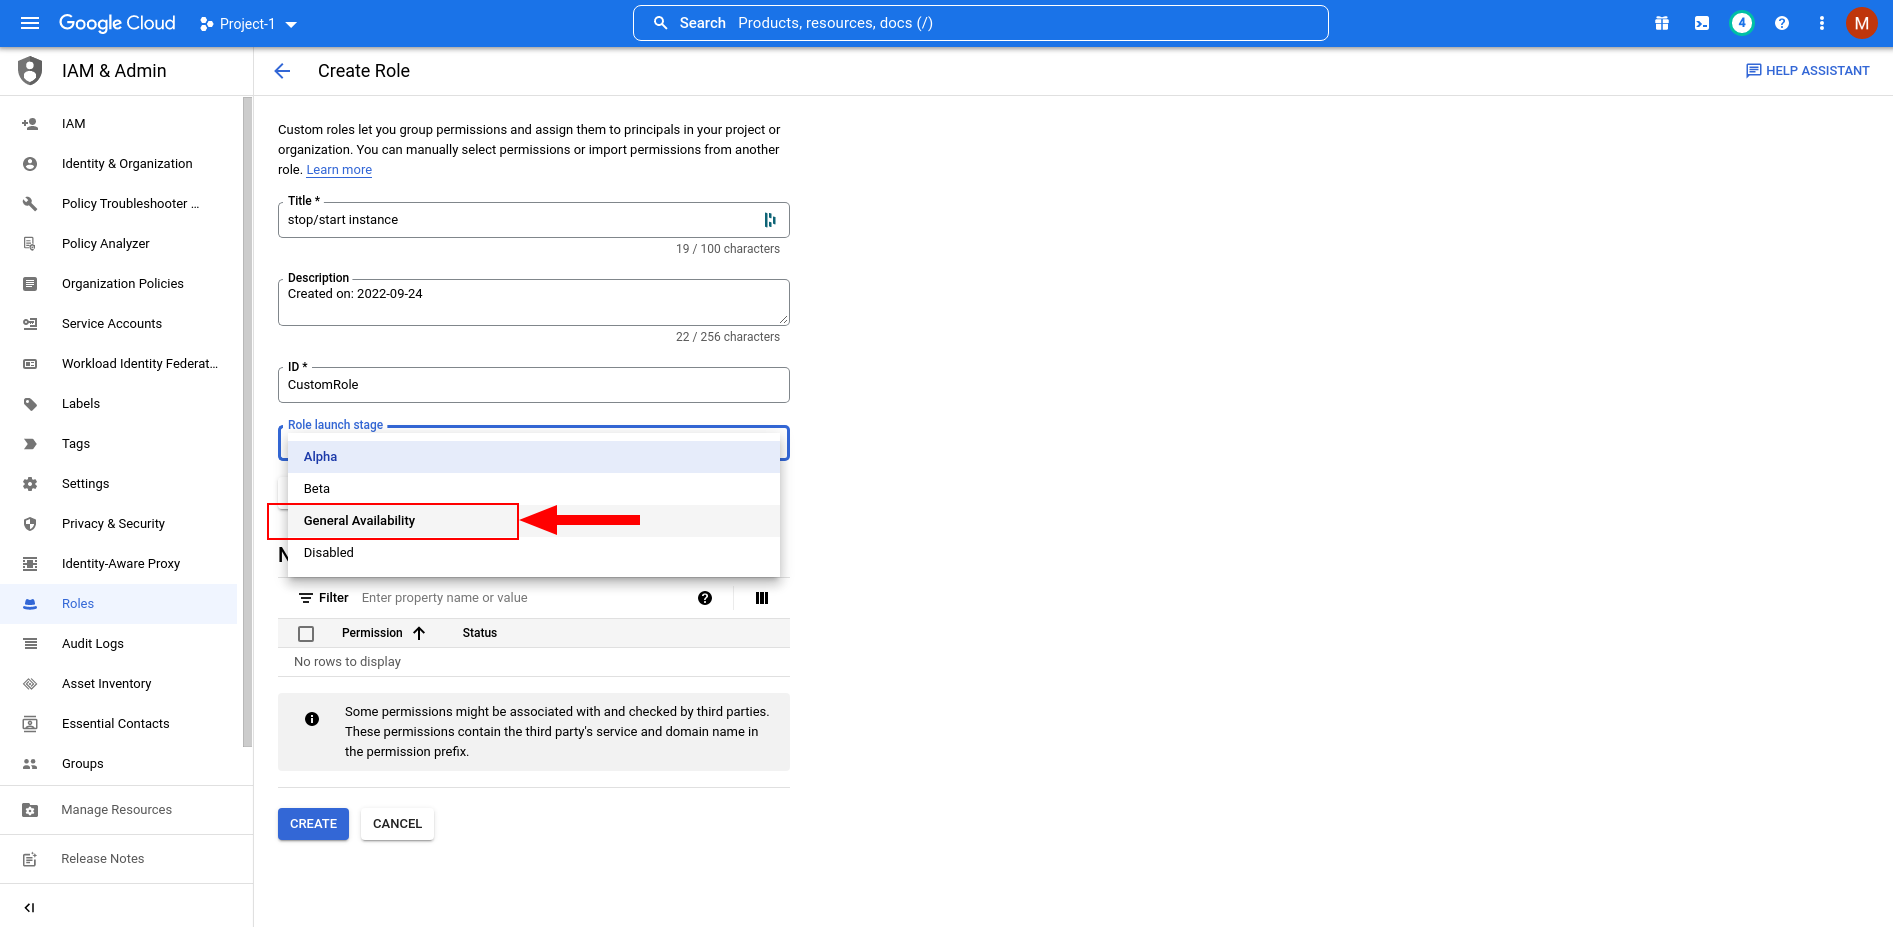 Google Cloud
Project-1
Search Products, resources, docs (/)
4
M
IAM & Admin
Create Role
HELP ASSISTANT
IAM
Identity & Organization
Policy Troubleshooter ...
Policy Analyzer
Organization Policies
Service Accounts
Workload Identity Federat...
Labels
Tags
Settings
Privacy & Security
Identity-Aware Proxy
Roles
Audit Logs
Asset Inventory
Essential Contacts
Groups
Manage Resources
Release Notes
Custom roles let you group permissions and assign them to principals in your project or
organization. You can manually select permissions or import permissions from another
role. Learn more
Title *
stop/start instance
19 / 100 characters
Description
Created on: 2022-09-24
22 / 256 characters
ID *
CustomRole
Role launch stage
Alpha
Beta
General Availability
Disabled
Filter Enter property name or value
Permission Status
No rows to display
Some permissions might be associated with and checked by third parties.
These permissions contain the third party's service and domain name in
the permission prefix.
CREATE CANCEL